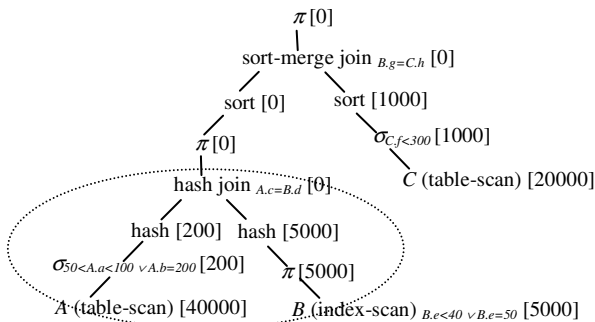 π [0]
sort-merge join B.g=C.h [0]
sort [0]
sort [1000]
π [0]
σC.f<300 [1000]
hash join A.c=B.d [0]
C (table-scan) [20000]
hash [200]
hash [5000]
σ50<A.a<100 ∨ A.b=200 [200]
π [5000]
A (table-scan) [40000]
B (index-scan) B.e<40 ∨ B.e=50 [5000]